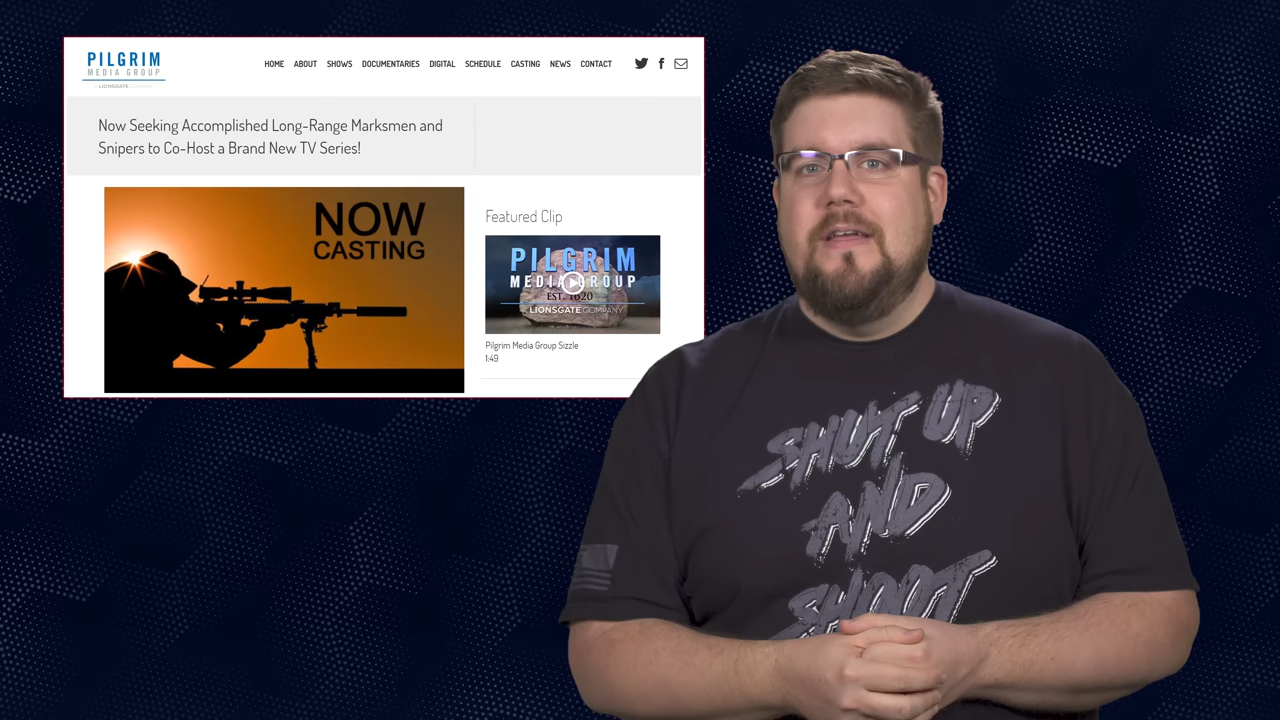 PILGRIM
MEDIA GROUP
LIONSGATE COMPANY
HOME ABOUT SHOWS DOCUMENTARIES DIGITAL SCHEDULE CASTING NEWS CONTACT
Now Seeking Accomplished Long-Range Marksmen and
Snipers to Co-Host a Brand New TV Series!
NOW
CASTING
Featured Clip
PILGRIM
MEDIA GROUP
EST. 1620
LIONSGATE COMPANY
Pilgrim Media Group Sizzle
1:49
SHUT UP
AND
SHOOT